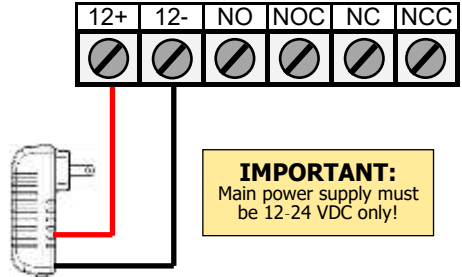 12+ 12- NO NOC NC NCC
IMPORTANT:
Main power supply must
be 12-24 VDC only!